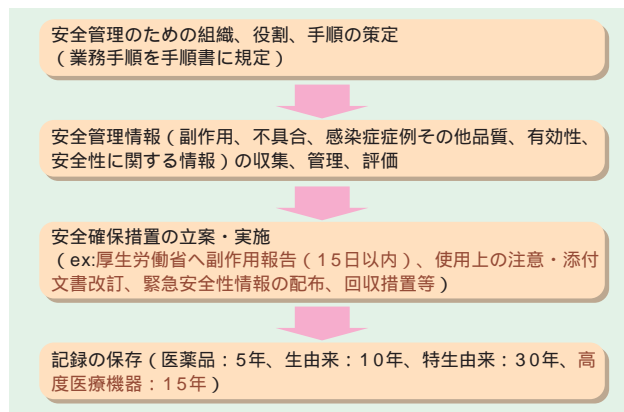 安全管理のための組織、役割、手順の策定
（業務手順を手順書に規定）
安全管理情報（副作用、不具合、感染症症例その他品質、有効性、
安全性に関する情報）の収集、管理、評価
安全確保措置の立案・実施
（ex:厚生労働省へ副作用報告（15日以内）、使用上の注意・添付
文書改訂、緊急安全性情報の配布、回収措置等）
記録の保存（医薬品：5年、生由来：10年、特生由来：30年、高
度医療機器：15年）